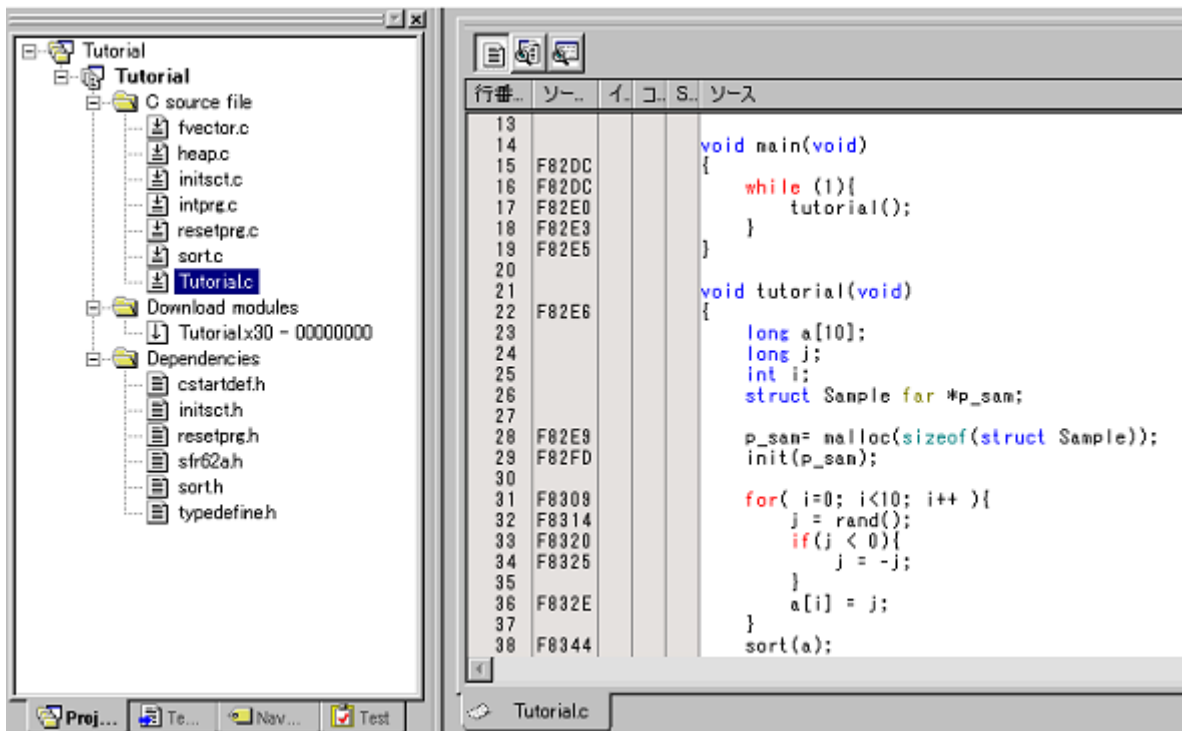 Tutorial
Tutorial
C source file
fvector.c
heap.c
initsct.c
intprg.c
resetprg.c
sort.c
Tutorial.c
Download modules
Tutorial.x30 - 00000000
Dependencies
cstartdef.h
initsct.h
resetprg.h
sfr62a.h
sort.h
typedefine.h
Proj... Te... Nav... Test
行番... ソー.. イ. コ.. S.. ソース
13
14 void main(void)
15 F82DC {
16 F82DC while (1){
17 F82E0 tutorial();
18 F82E3 }
19 F82E5 }
20
21 void tutorial(void)
22 F82E6 {
23 long a[10];
24 long j;
25 int i;
26 struct Sample far *p_sam;
27
28 F82E9 p_sam= malloc(sizeof(struct Sample));
29 F82FD init(p_sam);
30
31 F8309 for( i=0; i<10; i++ ){
32 F8314 j = rand();
33 F8320 if(j < 0){
34 F8325 j = -j;
35 }
36 F832E a[i] = j;
37 }
38 F8344 sort(a);
Tutorial.c